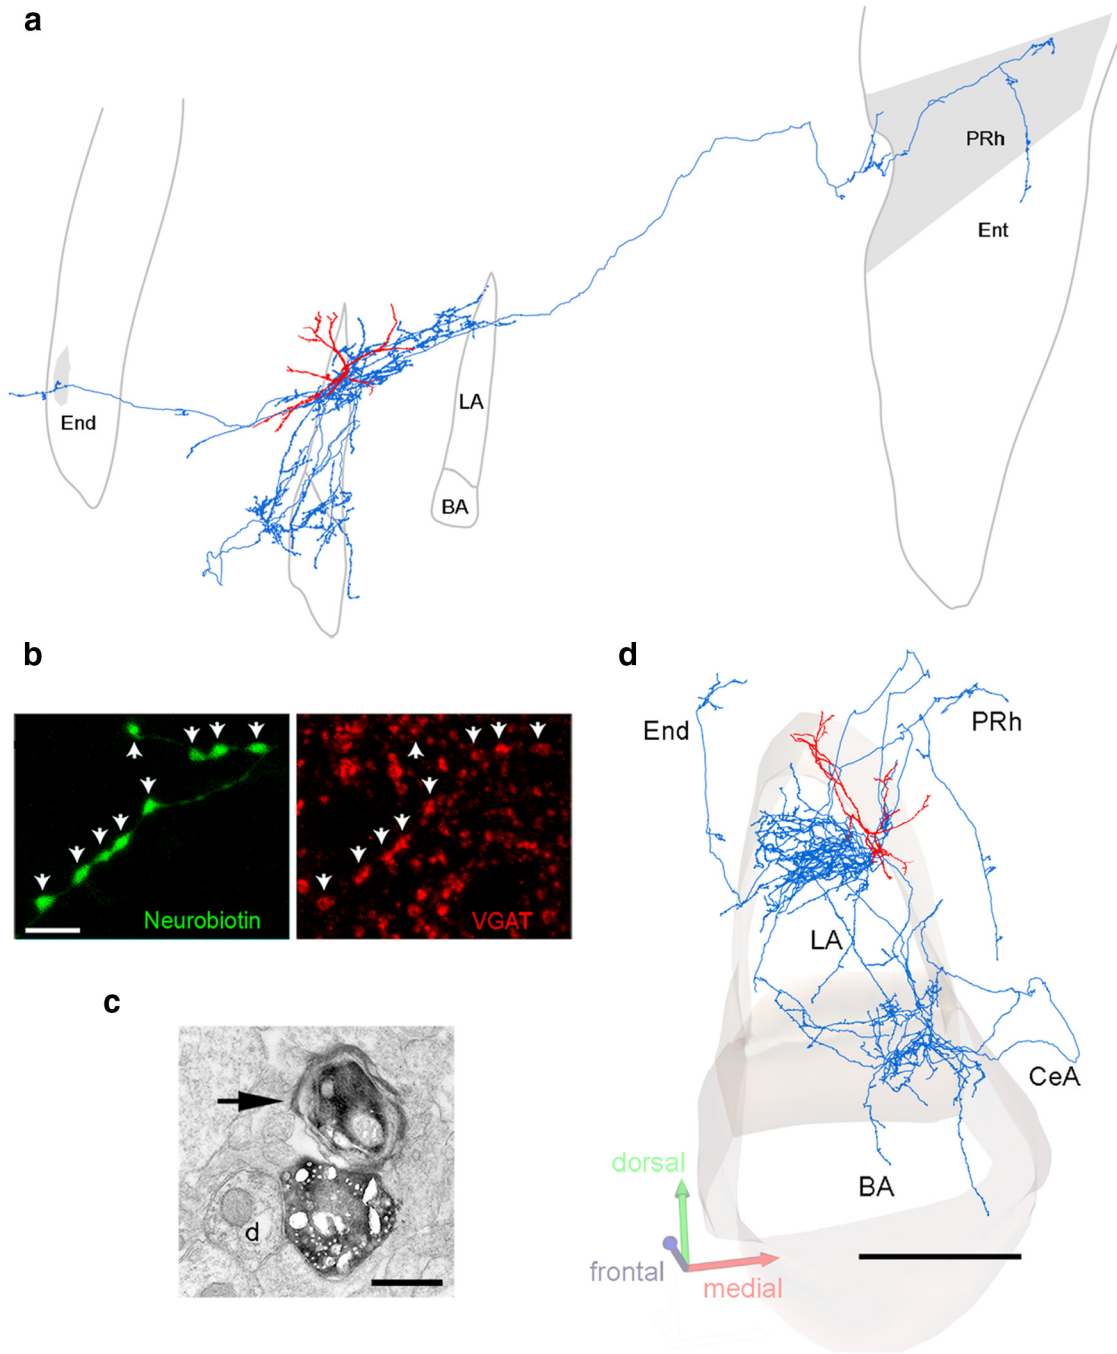 a
PRh
Ent
LA
End
BA
b
d
End
PRh
Neurobiotin
VGAT
LA
c
CeA
d
dorsal
BA
frontal
medial